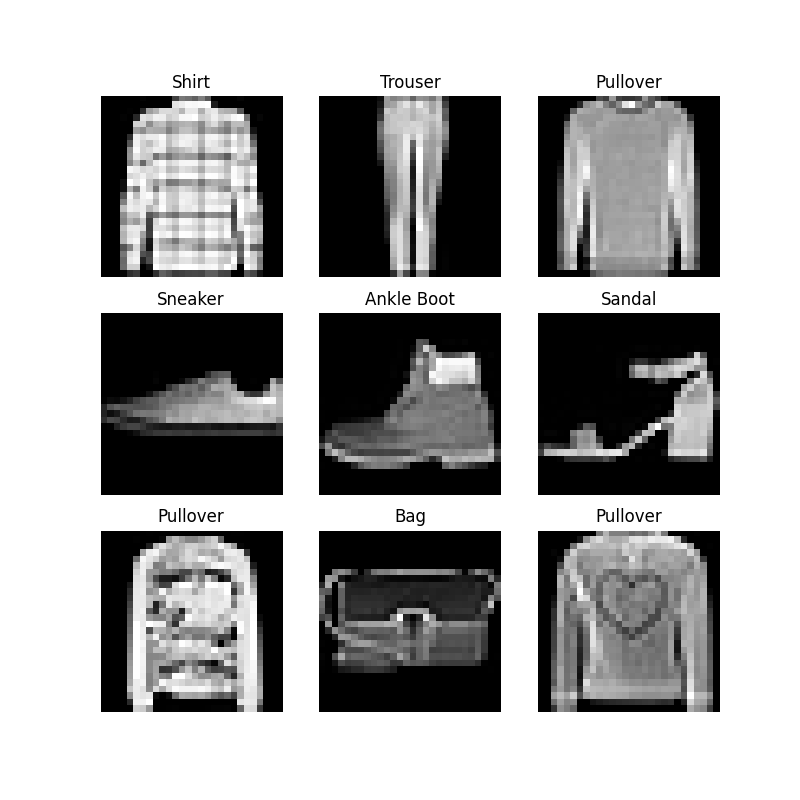 Shirt
Trouser
Pullover
Sneaker
Ankle Boot
Sandal
Pullover
Bag
Pullover